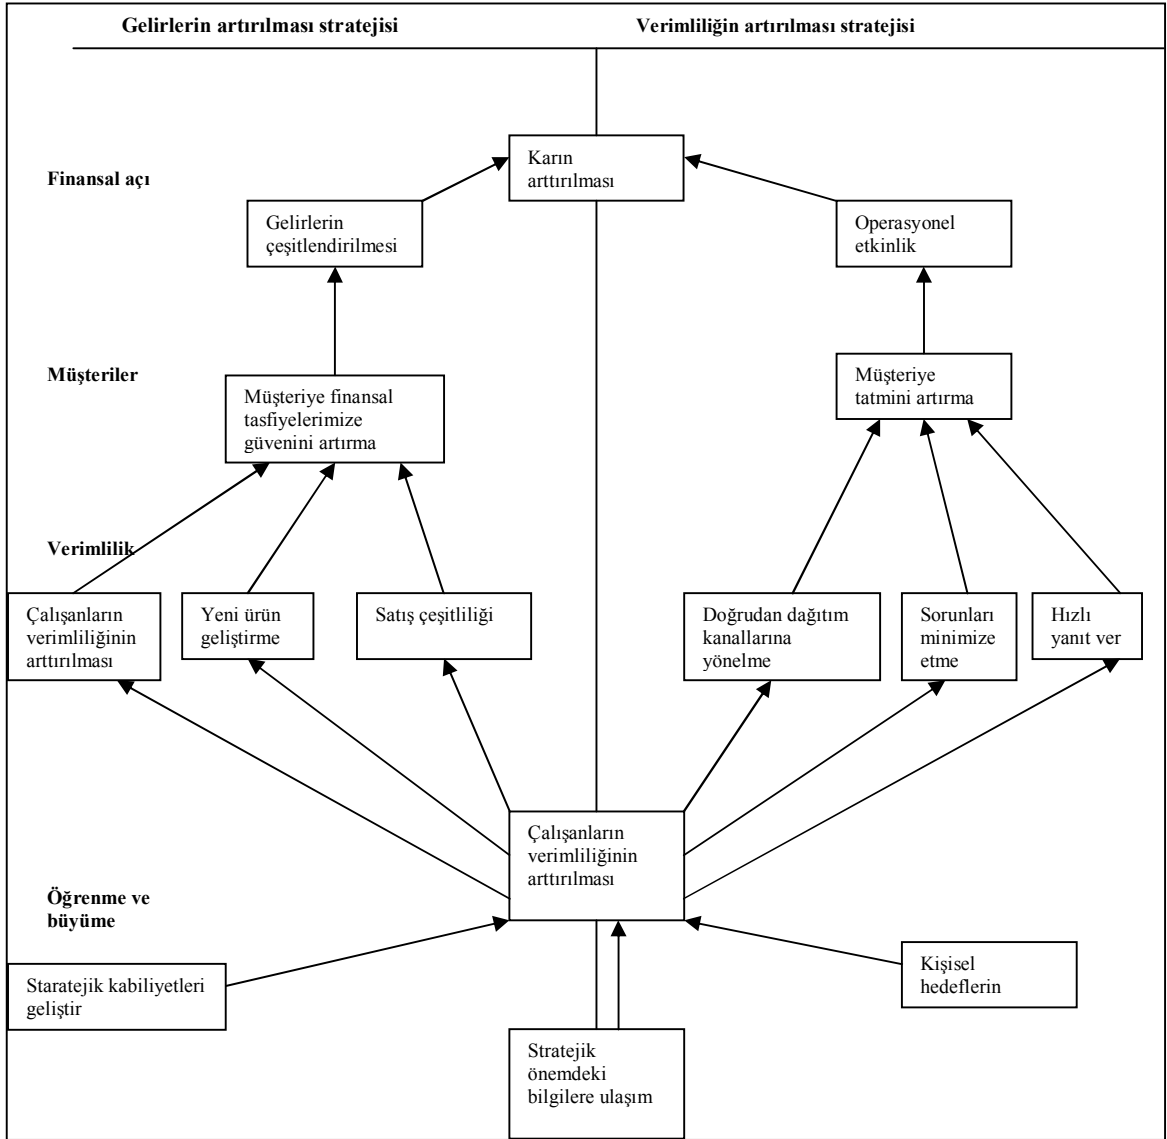 Gelirlerin artırılması stratejisi
Verimliliğin artırılması stratejisi
Karın
arttırılması
Finansal açı
Gelirlerin
çeşitlendirilmesi
Operasyonel
etkinlik
Müşteriler
Müşteriye finansal
tasfiyelerimize
güvenini artırma
Müşteriye
tatmini artırma
Verimlilik
Çalışanların
verimliliğinin
arttırılması
Yeni ürün
geliştirme
Satış çeşitliliği
Doğrudan dağıtım
kanallarına
yönelme
Sorunları
minimize
etme
Hızlı
yanıt ver
Çalışanların
verimliliğinin
arttırılması
Öğrenme ve
büyüme
Staratejik kabiliyetleri
geliştir
Kişisel
hedeflerin
Stratejik
önemdeki
bilgilere ulaşım